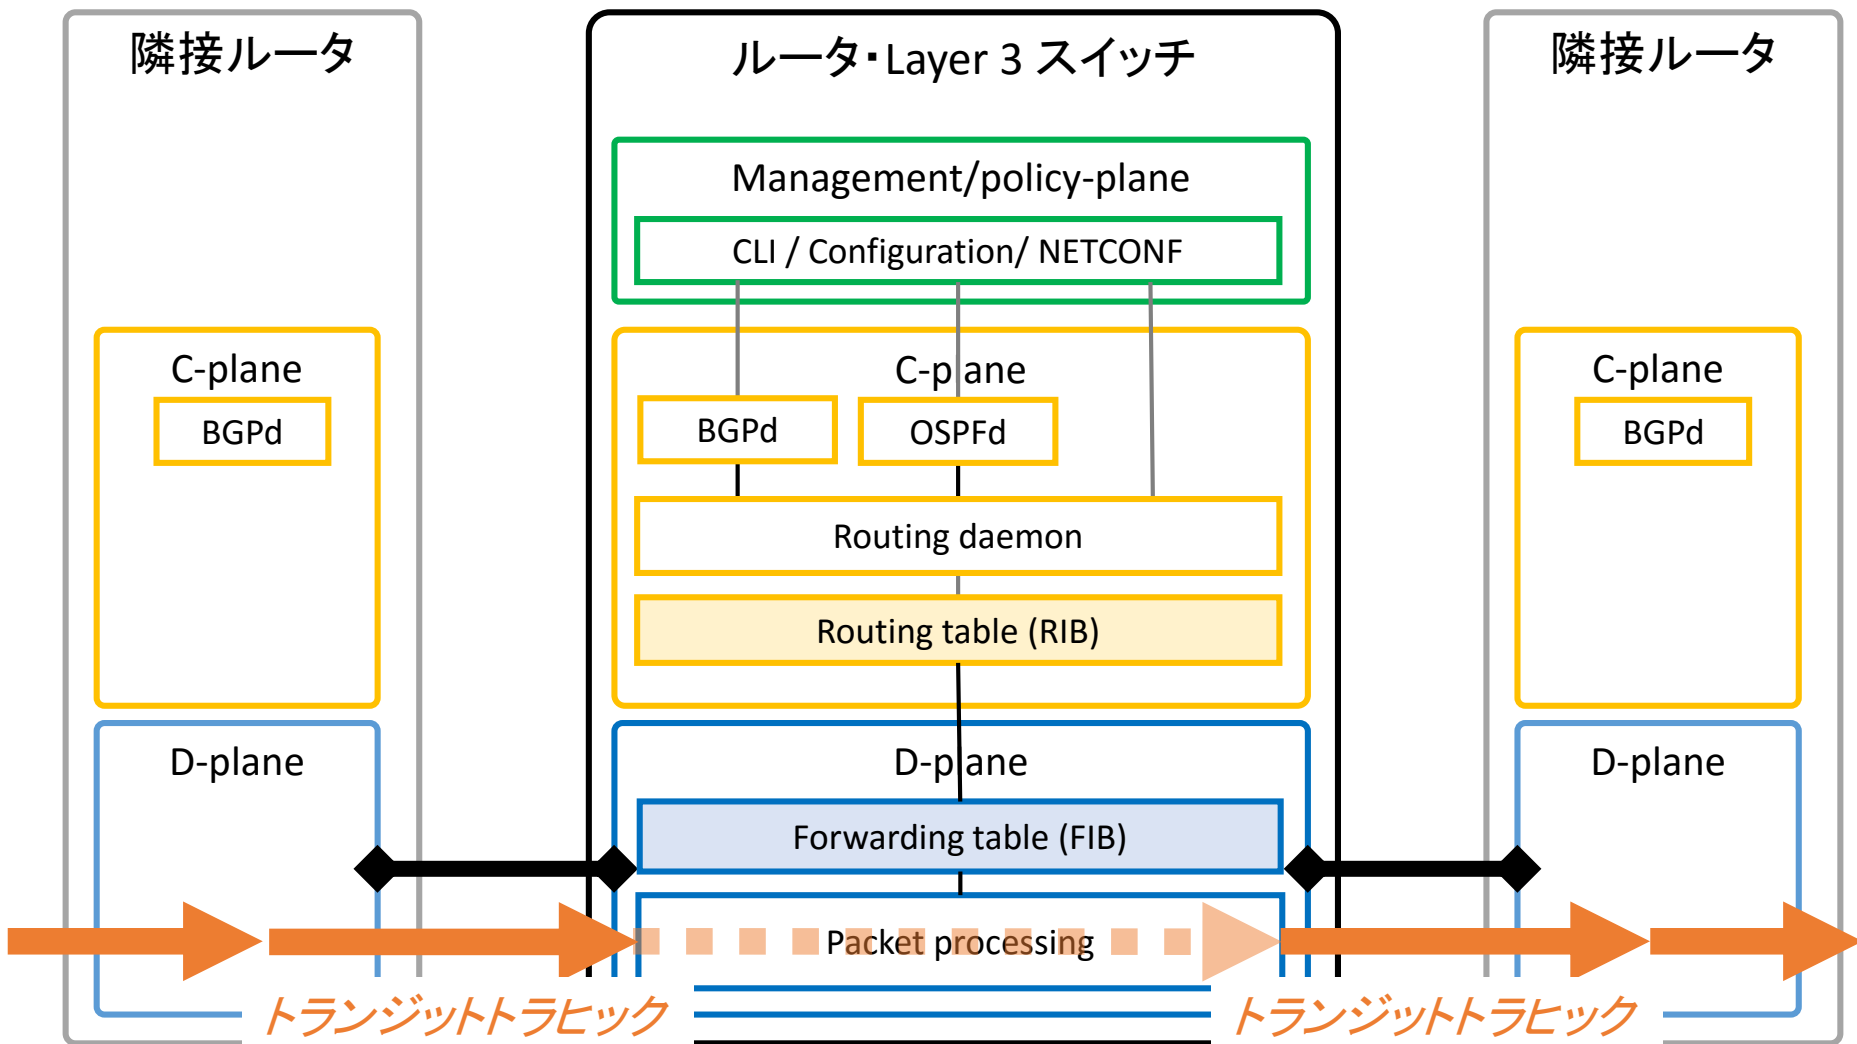 隣接ルータ
ルータ・Layer 3 スイッチ
隣接ルータ
Management/policy-plane
CLI / Configuration/ NETCONF
C-plane
BGPd
C-plane
BGPd
OSPFd
Routing daemon
Routing table (RIB)
C-plane
BGPd
D-plane
D-plane
Forwarding table (FIB)
Packet processing
D-plane
トランジットトラヒック
トランジットトラヒック